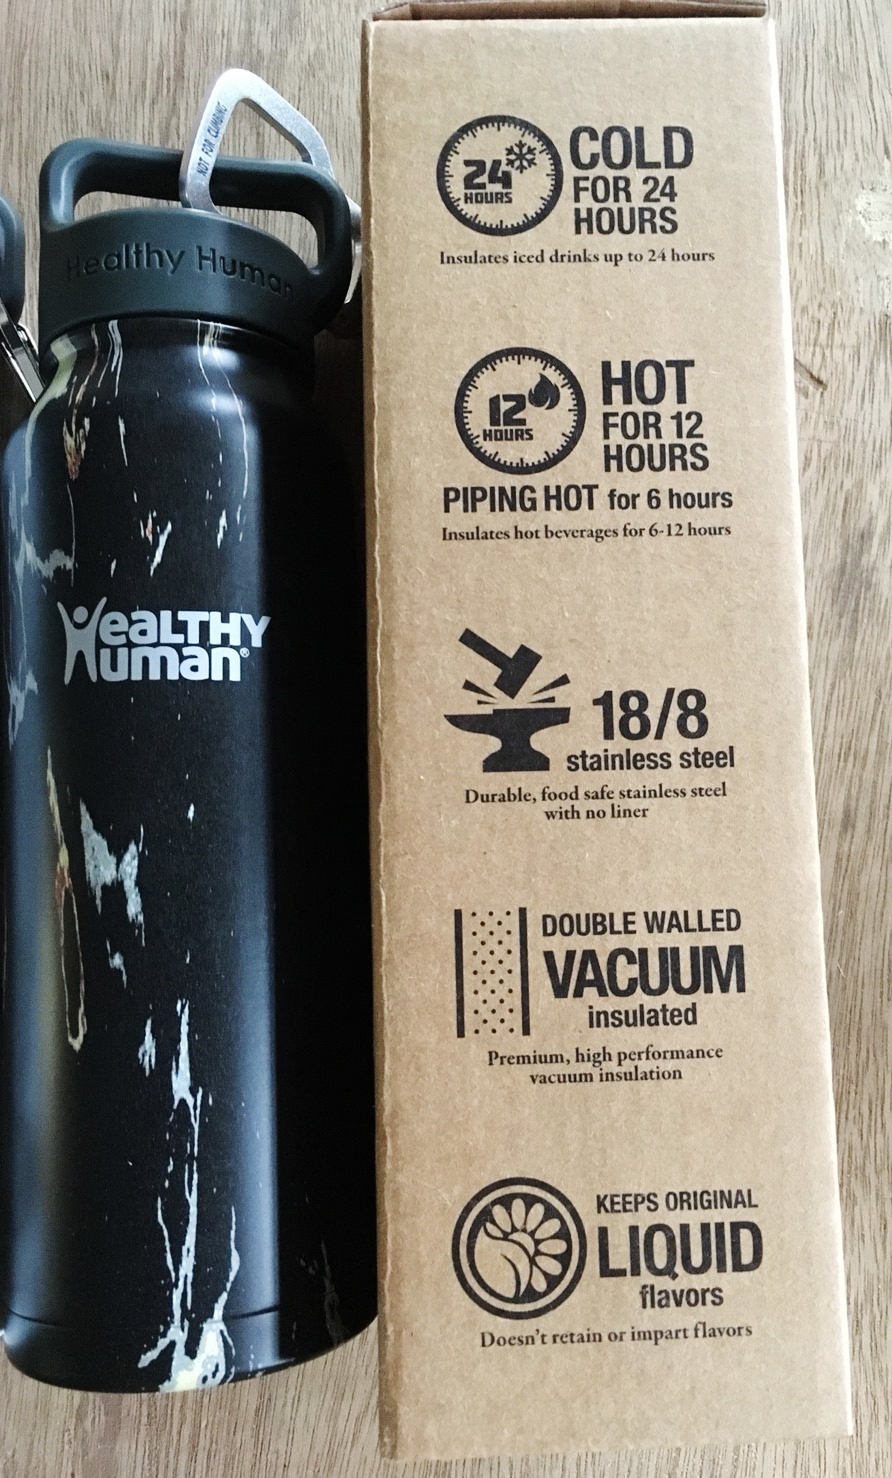 NOT FOR CLIMBING
Healthy Human
HEALTHY
HUMAN®
24
HOURS
COLD
FOR 24
HOURS
Insulates iced drinks up to 24 hours
12
HOURS
HOT
FOR 12
HOURS
PIPING HOT for 6 hours
Insulates hot beverages for 6-12 hours
18/8
stainless steel
Durable, food safe stainless steel
with no liner
DOUBLE WALLED
VACUUM
insulated
Premium, high performance
vacuum insulation
KEEPS ORIGINAL
LIQUID
flavors
Doesn't retain or impart flavors